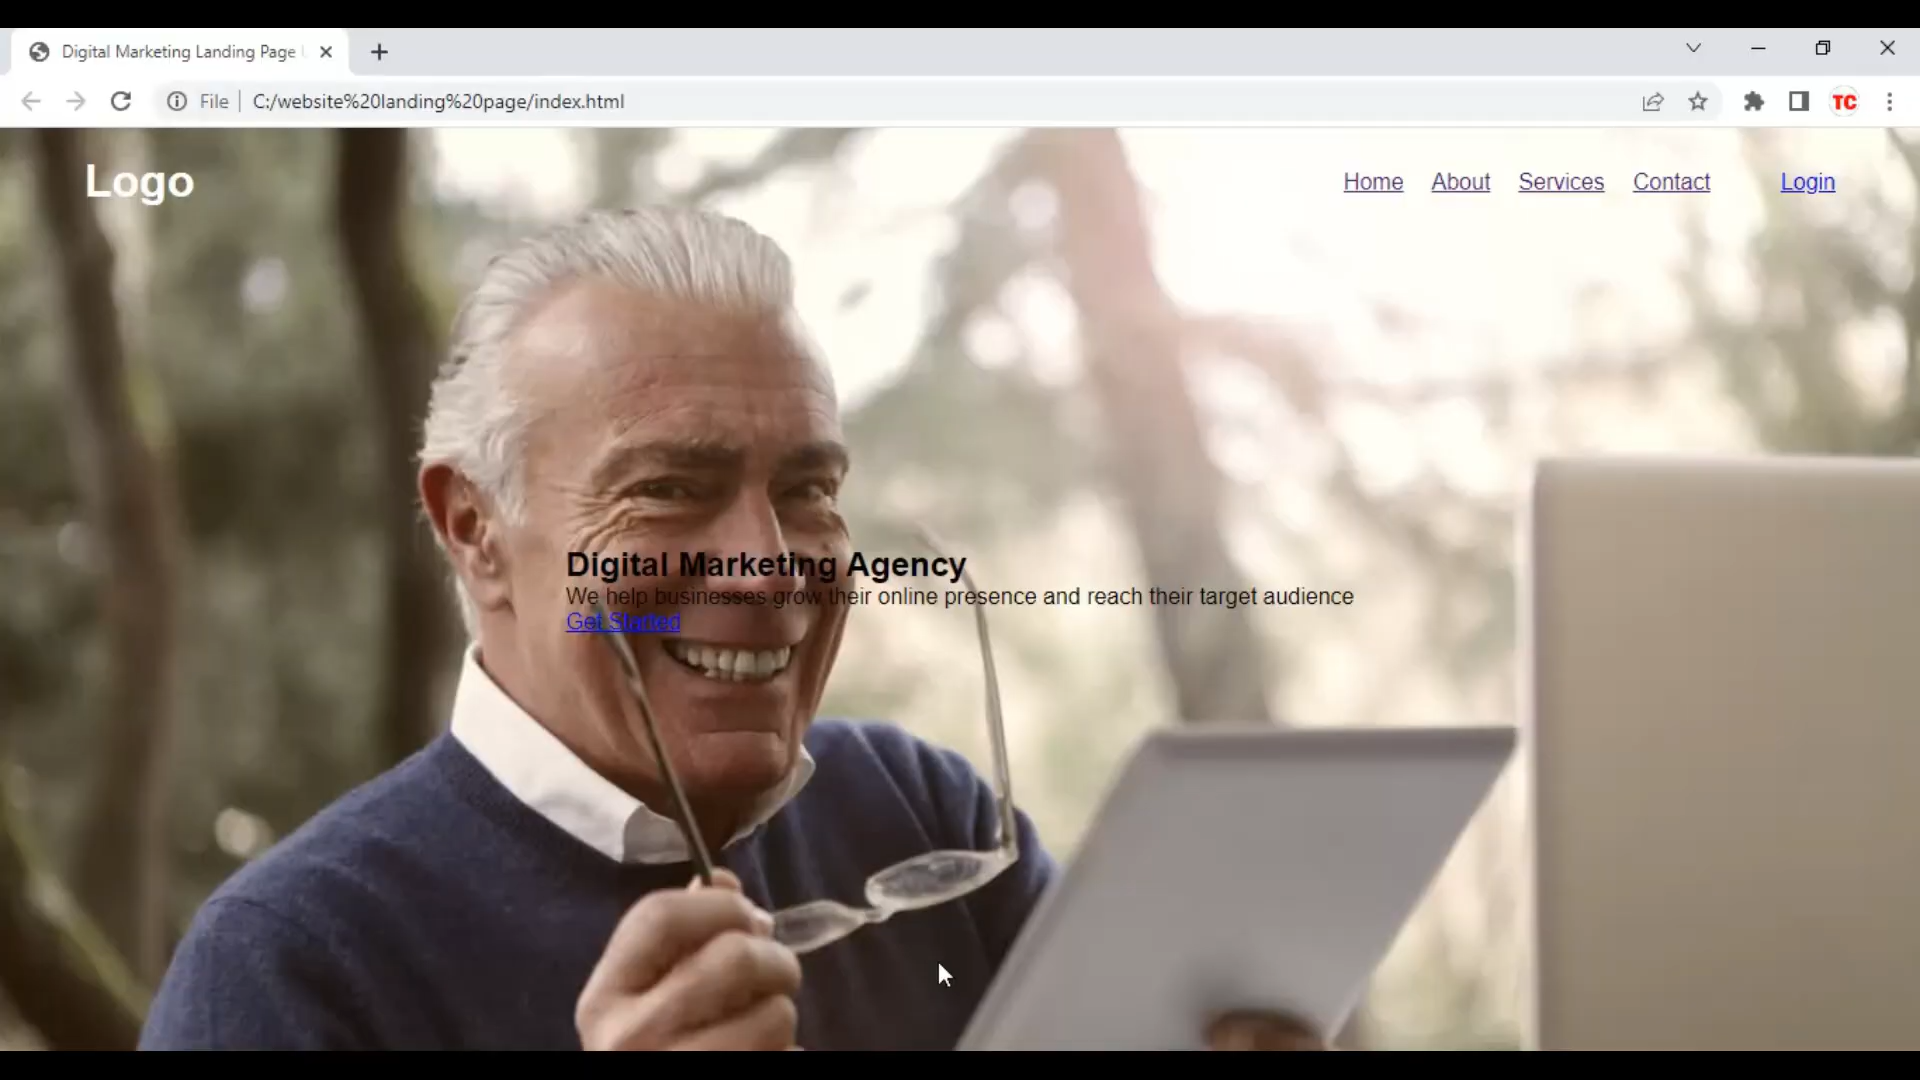 Digital Marketing Landing Page
File
C:/website%20landing%20page/index.html
TC
Logo
Home
About
Services
Contact
Login
Digital Marketing Agency
We help businesses grow their online presence and reach their target audience
Get Started